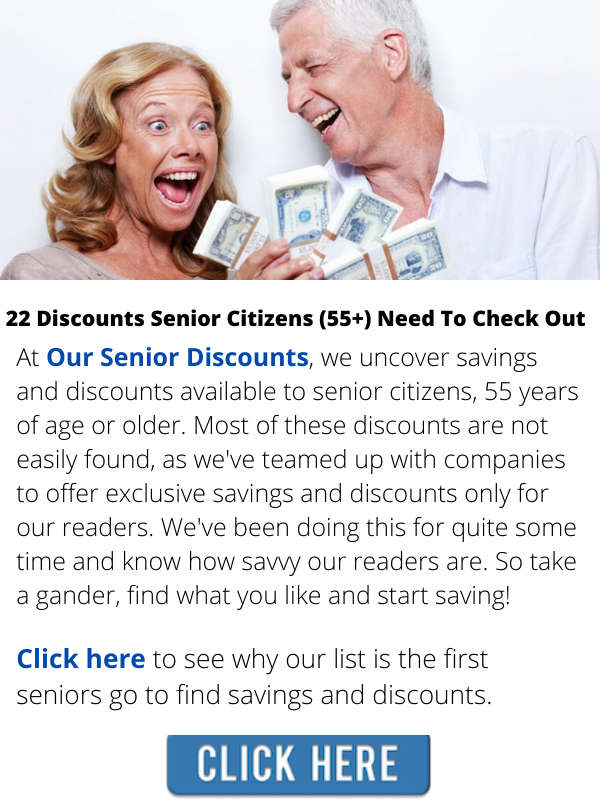 22 Discounts Senior Citizens (55+) Need To Check Out
At Our Senior Discounts, we uncover savings
and discounts available to senior citizens, 55 years
of age or older. Most of these discounts are not
easily found, as we've teamed up with companies
to offer exclusive savings and discounts only for
our readers. We've been doing this for quite some
time and know how savvy our readers are. So take
a gander, find what you like and start saving!
Click here to see why our list is the first
seniors go to find savings and discounts.
CLICK HERE